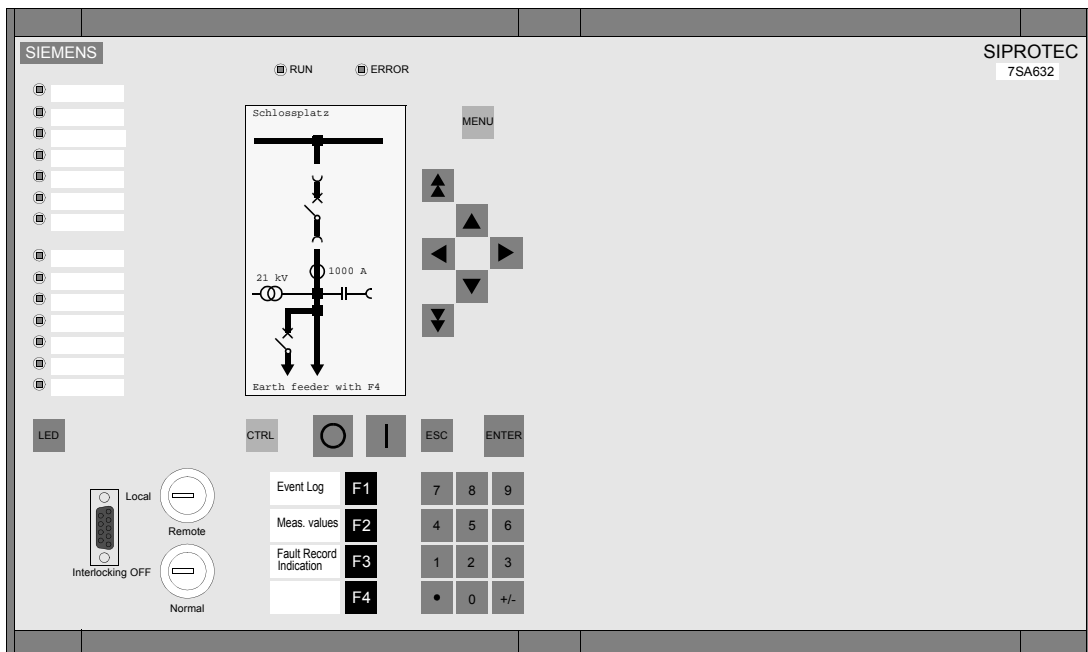 SIEMENS
SIPROTEC
7SA632
RUN
ERROR
Schlossplatz
MENU
21 kV
1000 A
Earth feeder with F4
LED
CTRL
ESC
ENTER
Local
Remote
Interlocking OFF
Normal
Event Log
F1
Meas. values
F2
Fault Record
Indication
F3
F4
7 8 9
4 5 6
1 2 3
0 +/-